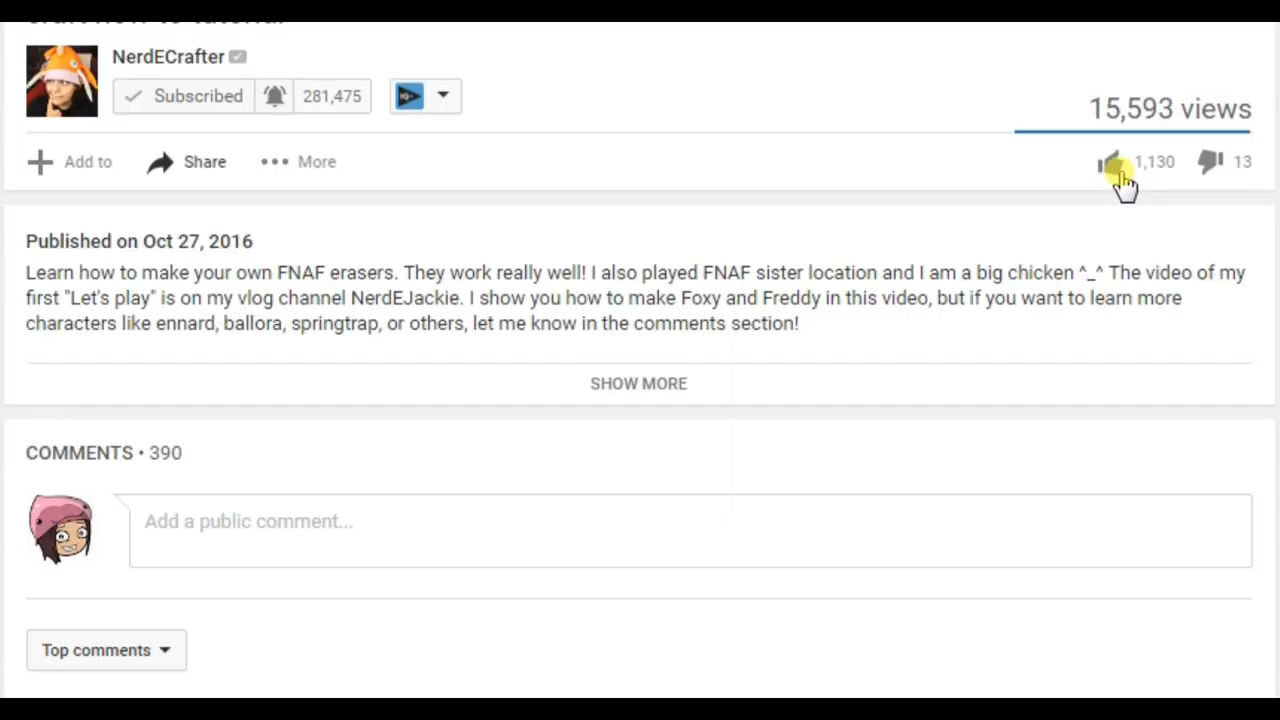 NerdECrafter
Subscribed 281,475
15,593 views
Add to Share More 1,130 13
Published on Oct 27, 2016
Learn how to make your own FNAF erasers. They work really well! I also played FNAF sister location and I am a big chicken ^_^ The video of my
first "Let's play" is on my vlog channel NerdEJackie. I show you how to make Foxy and Freddy in this video, but if you want to learn more
characters like ennard, ballora, springtrap, or others, let me know in the comments section!
SHOW MORE
COMMENTS • 390
Add a public comment...
Top comments